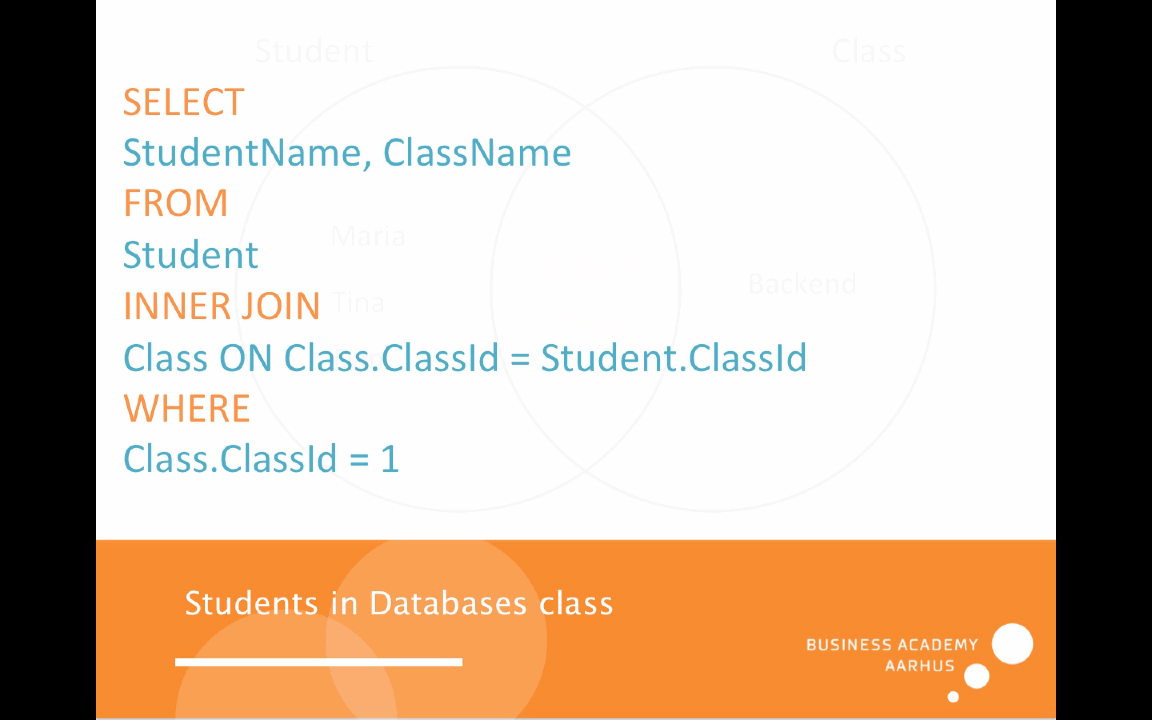 Student
Class
SELECT
StudentName, ClassName
FROM
Maria
Student
Backend
INNER JOIN
Tina
Class ON Class.ClassId = Student.ClassId
WHERE
Class.ClassId = 1
Students in Databases class
BUSINESS ACADEMY
AARHUS